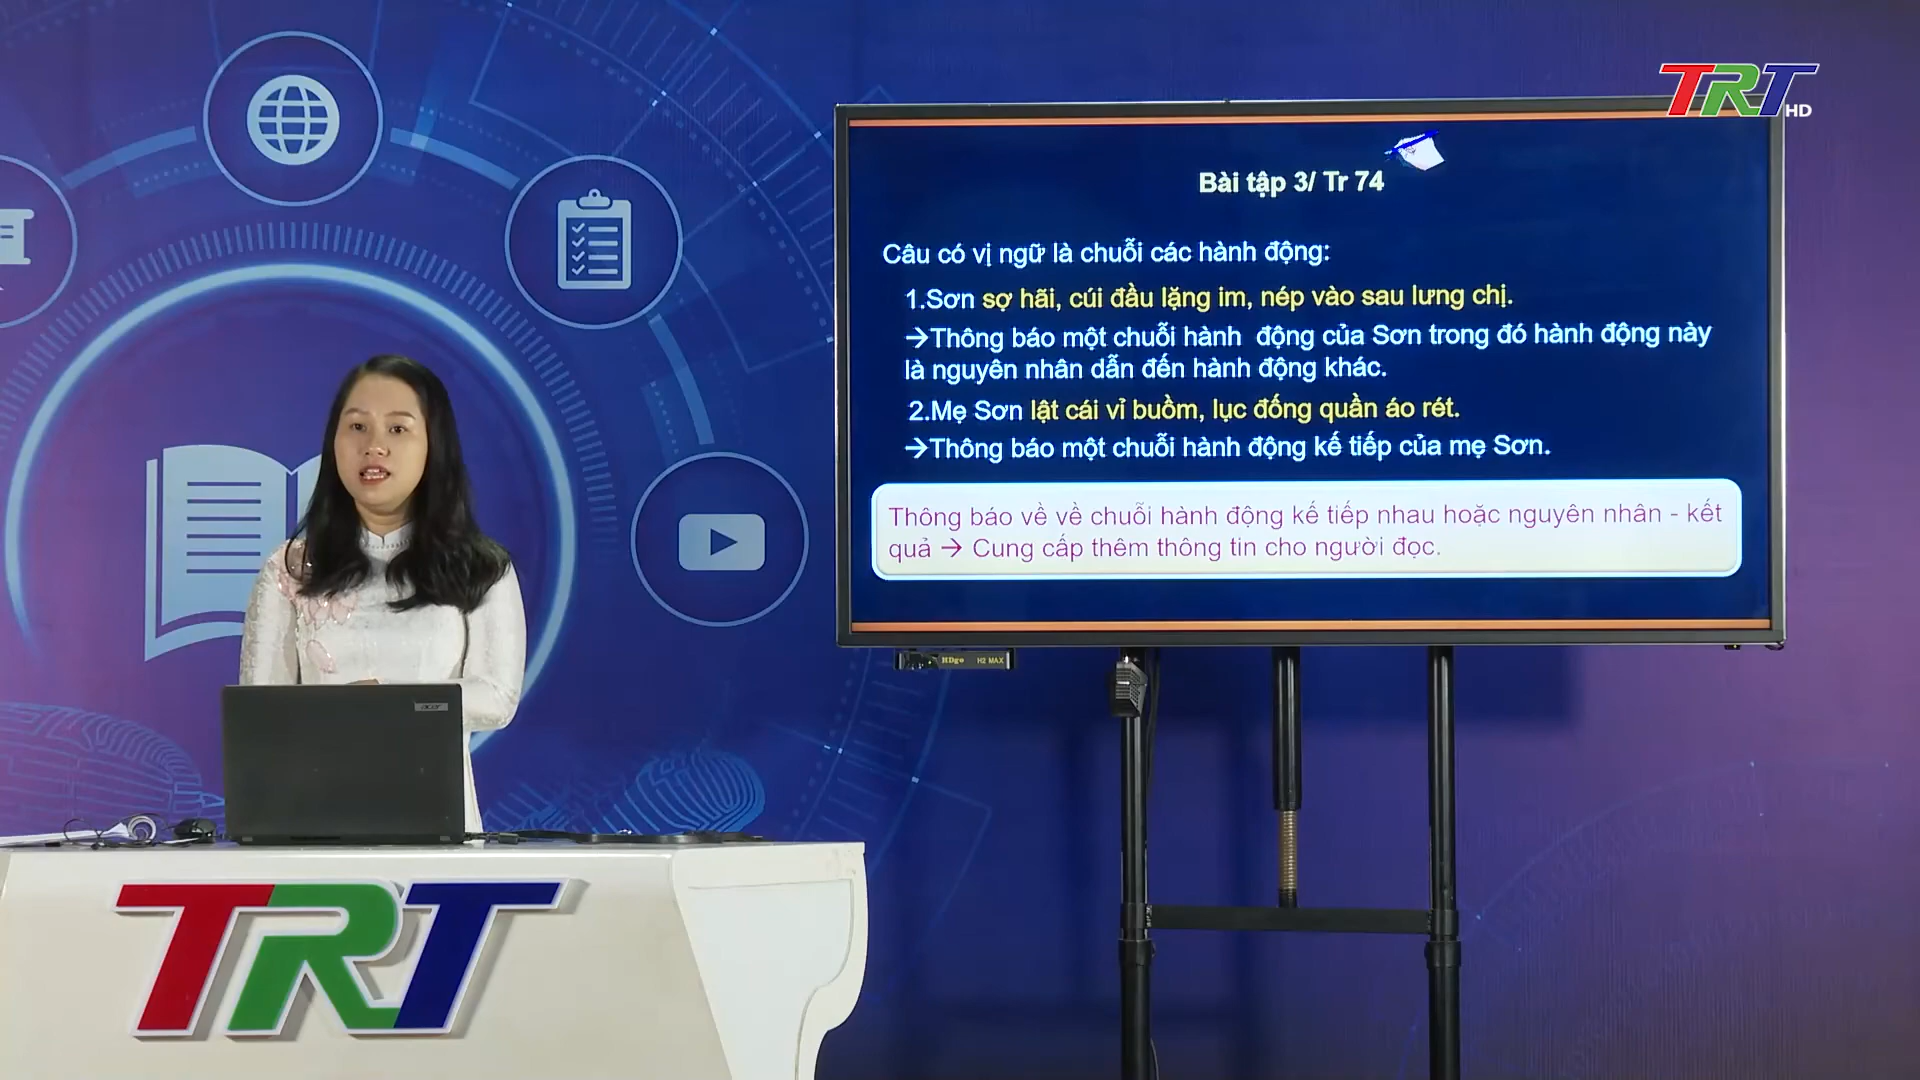 TRT HD
Bài tập 3/ Tr 74
Câu có vị ngữ là chuỗi các hành động:
1.Sơn sợ hãi, cúi đầu lặng im, nép vào sau lưng chị.
→Thông báo một chuỗi hành động của Sơn trong đó hành động này
là nguyên nhân dẫn đến hành động khác.
2.Mẹ Sơn lật cái vỉ buồm, lục đống quần áo rét.
→Thông báo một chuỗi hành động kế tiếp của mẹ Sơn.
Thông báo về về chuỗi hành động kế tiếp nhau hoặc nguyên nhân - kết
quả → Cung cấp thêm thông tin cho người đọc.
HDgo H2 MAX
acer
TRT